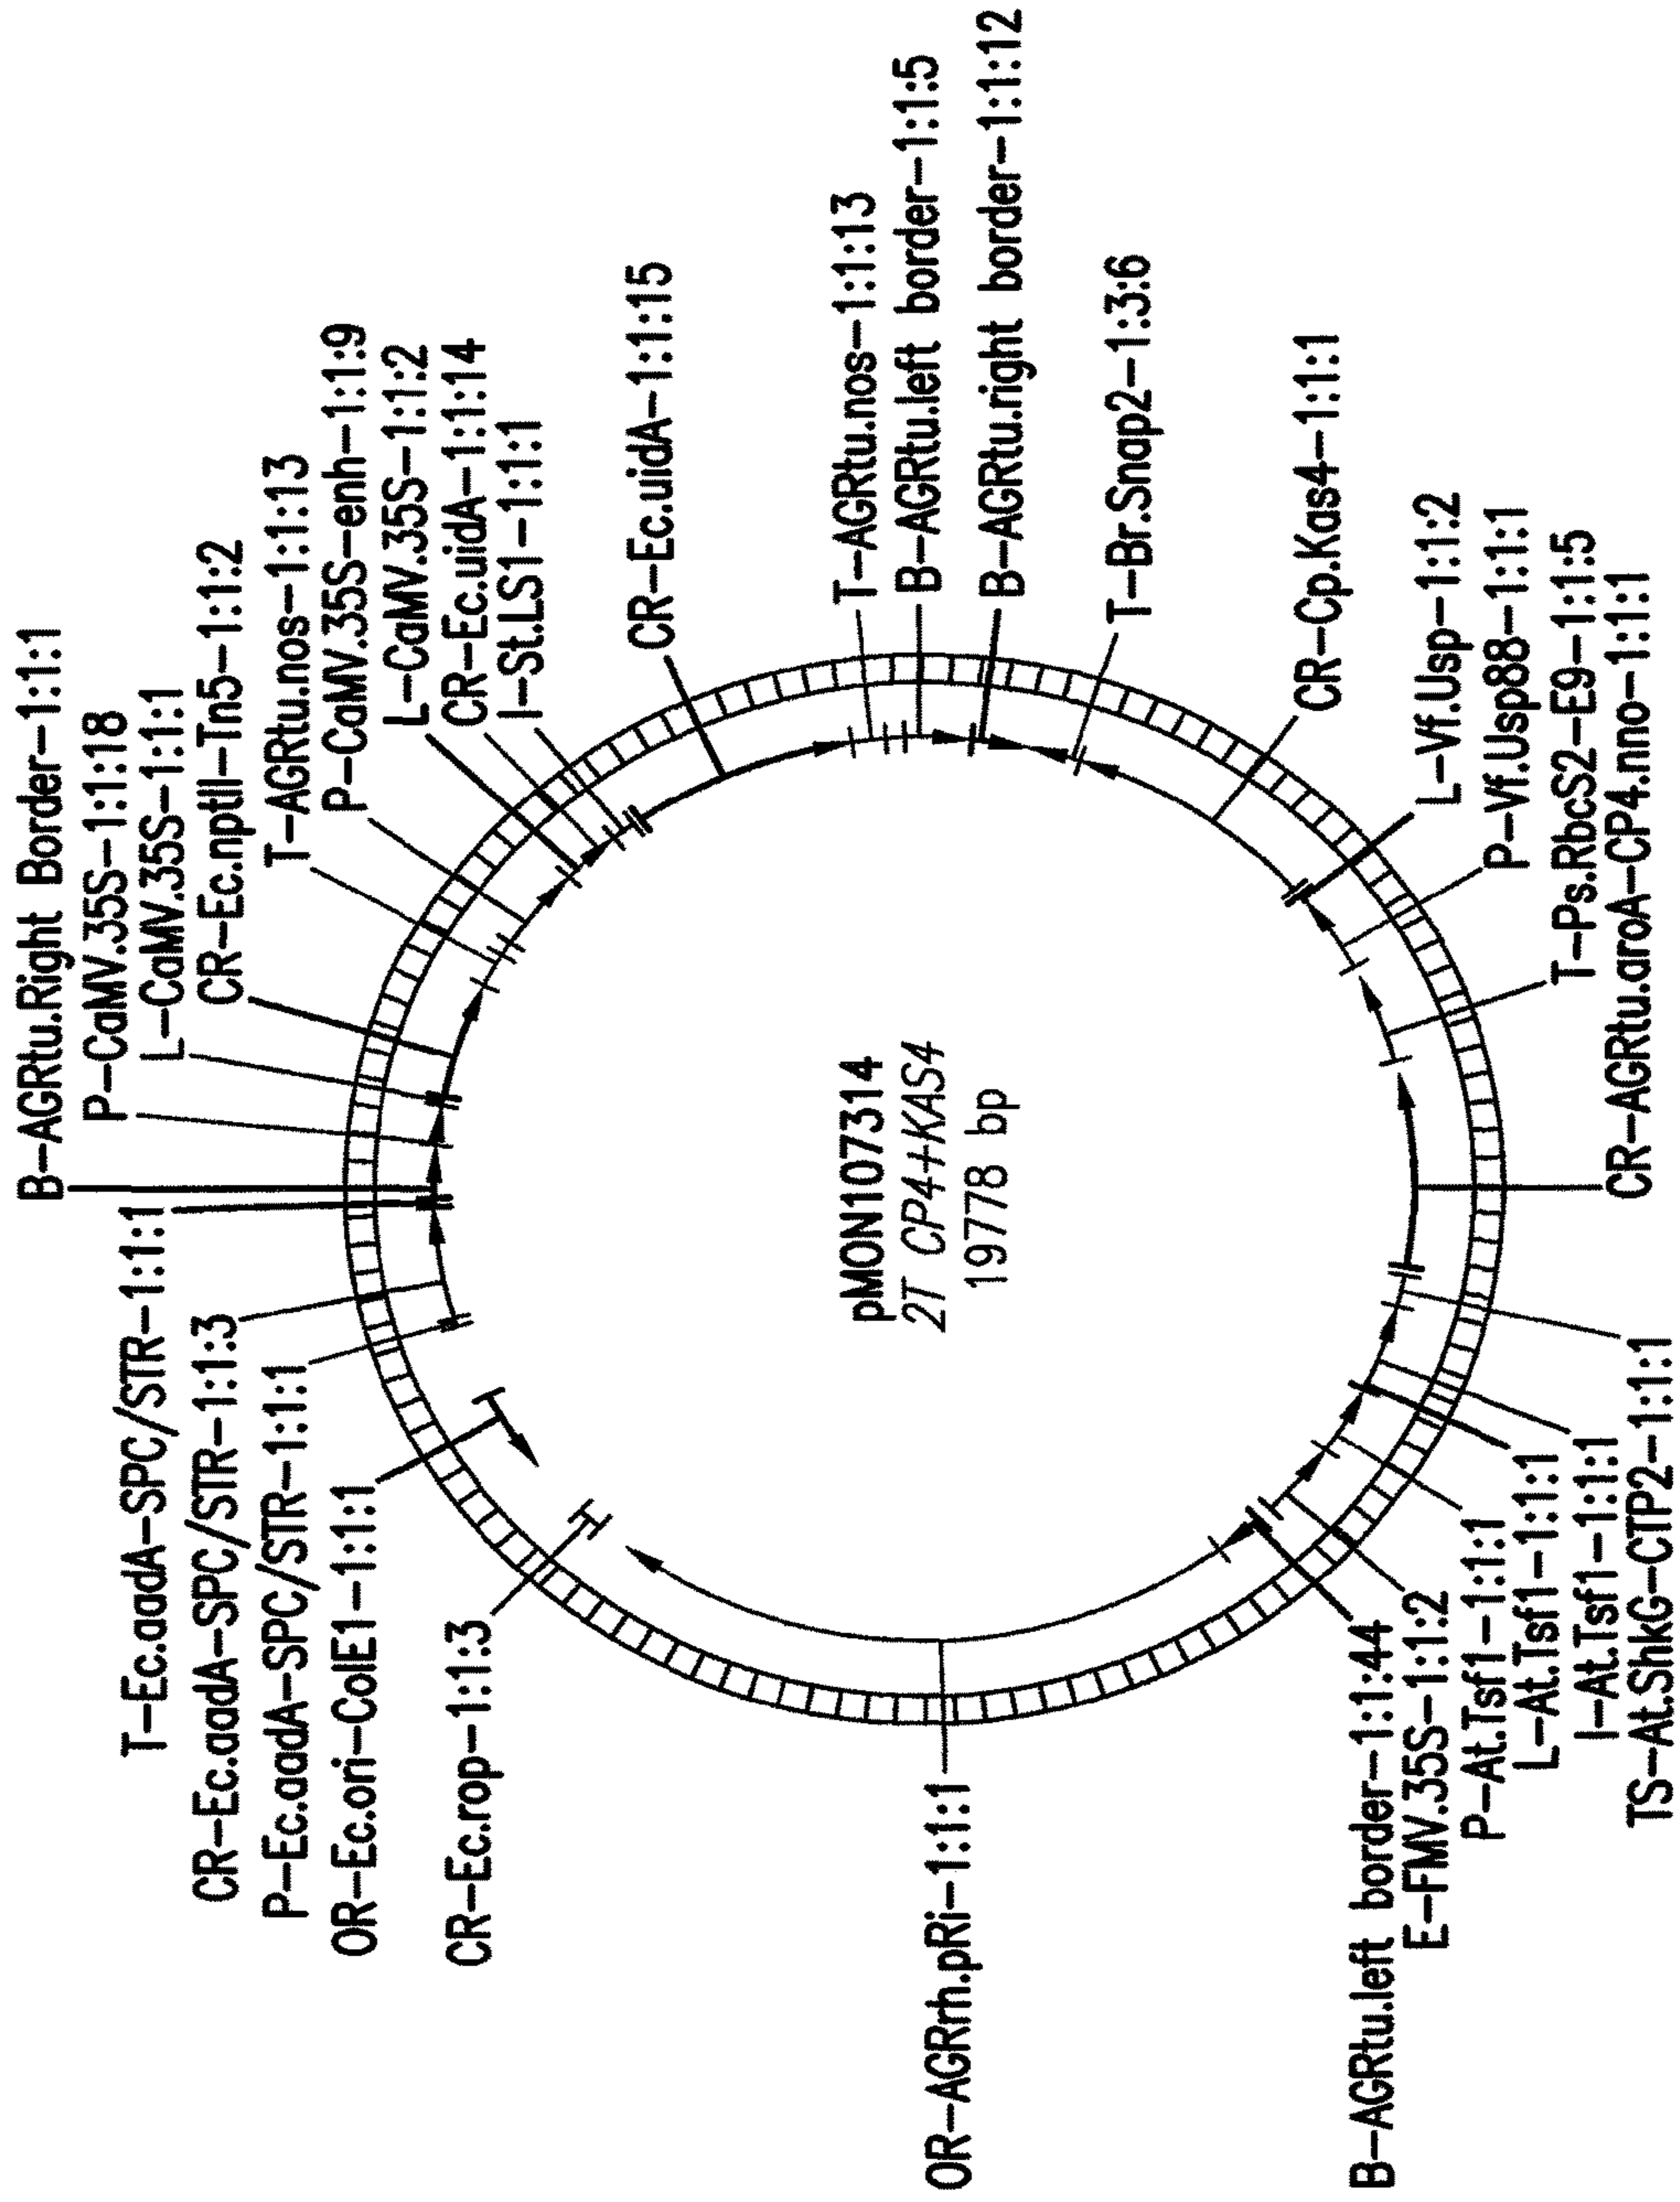 B-AGRtu.Right Border-1:1:1
P-CaMV.35S-1:1:18
L-CaMV.35S-1:1:1
CR-Ec.nptII-Tn5-1:1:2
T-AGRtu.nos-1:1:13
P-CaMV.35S-enh-1:1:9
L-CaMV.35S-1:1:2
CR-Ec.uidA-1:1:14
I-St.LS1-1:1:1
CR-Ec.uidA-1:1:15
T-AGRtu.nos-1:1:13
B-AGRtu.left border-1:1:5
B-AGRtu.right border-1:1:12
T-Br.Snap2-1:3:6
CR-Cp.Kas4-1:1:1
L-Vf.Usp-1:1:2
P-Vf.Usp88-1:1:1
T-Ps.RbcS2-E9-1:1:5
CR-AGRtu.aroA-CP4.nno-1:1:1
pMON107314
2T CP4+KAS4
19778 bp
T-Ec.aadA-SPC/STR-1:1:1
CR-Ec.aadA-SPC/STR-1:1:3
P-Ec.aadA-SPC/STR-1:1:1
OR-Ec.ori-ColE1-1:1:1
CR-Ec.rop-1:1:3
OR-AGRrh.pRi-1:1:1
B-AGRtu.left border-1:1:44
E-FMV.35S-1:1:2
P-At.Tsf1-1:1:1
L-At.Tsf1-1:1:1
I-At.Tsf1-1:1:1
TS-At.ShkG-CTP2-1:1:1